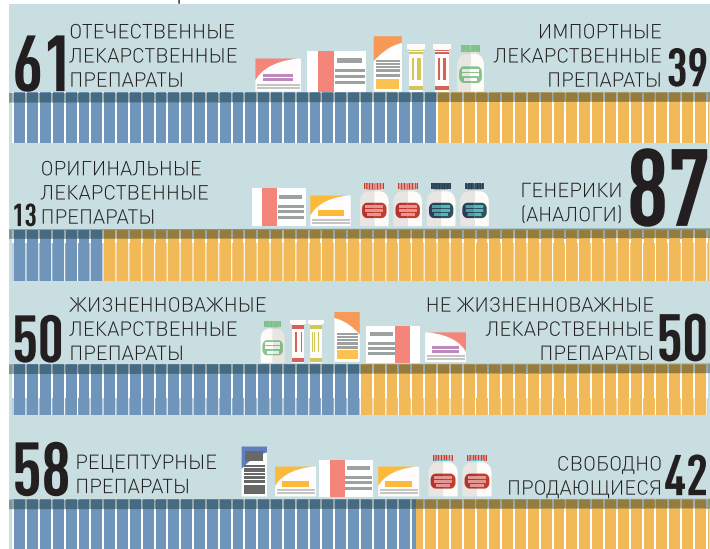 61
ОТЕЧЕСТВЕННЫЕ
ЛЕКАРСТВЕННЫЕ
ПРЕПАРАТЫ
ИМПОРТНЫЕ
ЛЕКАРСТВЕННЫЕ
ПРЕПАРАТЫ 39
ОРИГИНАЛЬНЫЕ
ЛЕКАРСТВЕННЫЕ
13 ПРЕПАРАТЫ
ГЕНЕРИКИ
(АНАЛОГИ)
87
50
ЖИЗНЕННОВАЖНЫЕ
ЛЕКАРСТВЕННЫЕ
ПРЕПАРАТЫ
НЕ ЖИЗНЕННОВАЖНЫЕ
ЛЕКАРСТВЕННЫЕ
ПРЕПАРАТЫ 50
58
РЕЦЕПТУРНЫЕ
ПРЕПАРАТЫ
СВОБОДНО
ПРОДАЮЩИЕСЯ 42